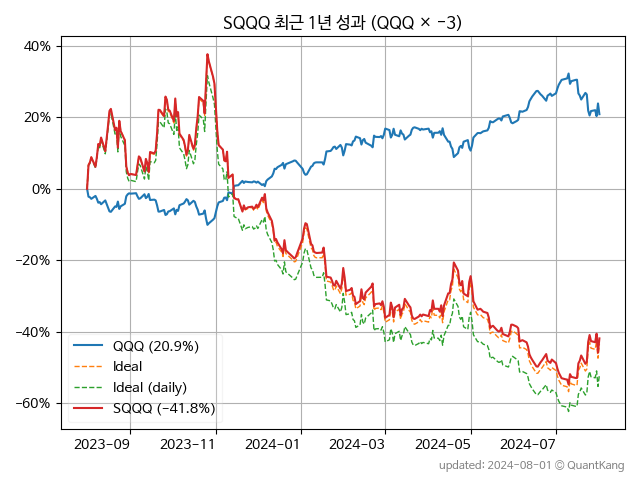 SQQQ 최근 1년 성과 (QQQ × −3)
40%
20%
0%
−20%
−40%
−60%
QQQ (20.9%)
Ideal
Ideal (daily)
SQQQ (−41.8%)
2023-09
2023-11
2024-01
2024-03
2024-05
2024-07
updated: 2024-08-01 © QuantKang